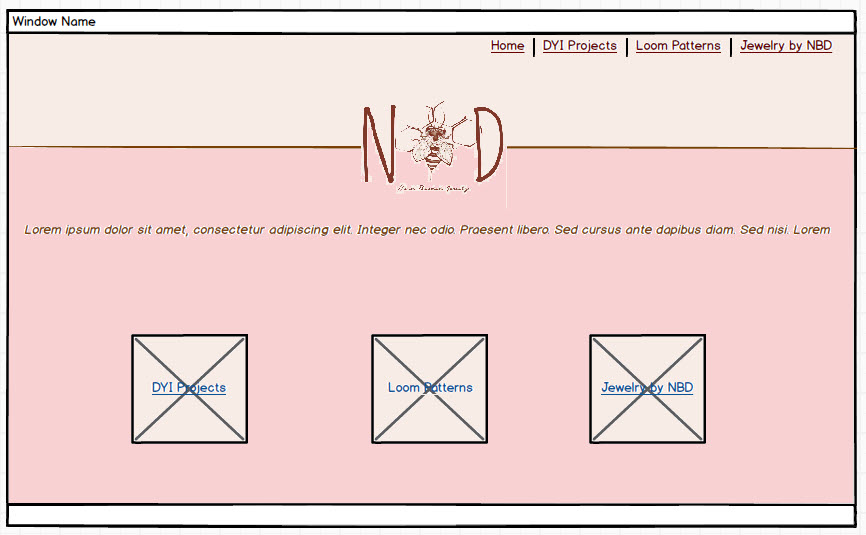 Window Name
Home DYI Projects Loom Patterns Jewelry by NBD
N D
Lorem ipsum dolor sit amet, consectetur adipiscing elit. Integer nec odio. Praesent libero. Sed cursus ante dapibus diam. Sed nisi. Lorem
DYI Projects Loom Patterns Jewelry by NBD